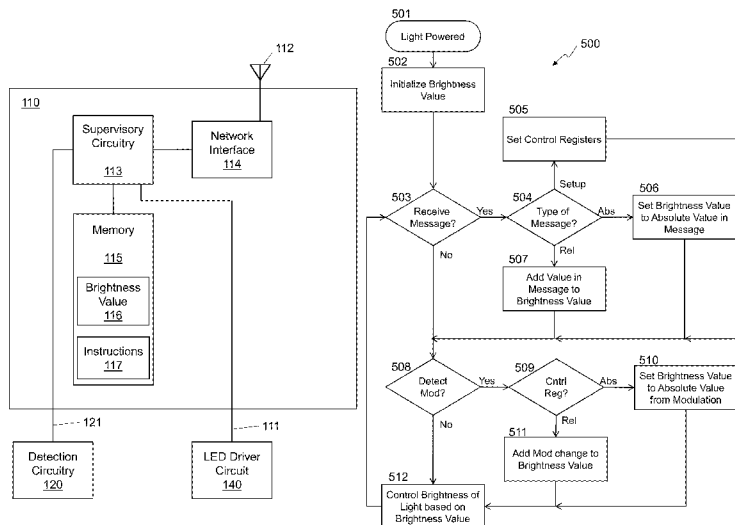 112
110
Supervisory
Circuitry
113
Network
Interface
114
Memory
115
Brightness
Value
116
Instructions
117
121
111
Detection
Circuitry
120
LED Driver
Circuit
140
501
Light Powered
500
502
Initialize Brightness
Value
505
Set Control Registers
Setup
503
Receive
Message?
Yes
No
504
Type of
Message?
Abs
Rel
506
Set Brightness Value
to Absolute Value in
Message
507
Add Value in
Message to
Brightness Value
508
Detect
Mod?
Yes
No
509
Cntrl
Reg?
Abs
Rel
510
Set Brightness Value
to Absolute Value
from Modulation
511
Add Mod change to
Brightness Value
512
Control Brightness of
Light based on
Brightness Value